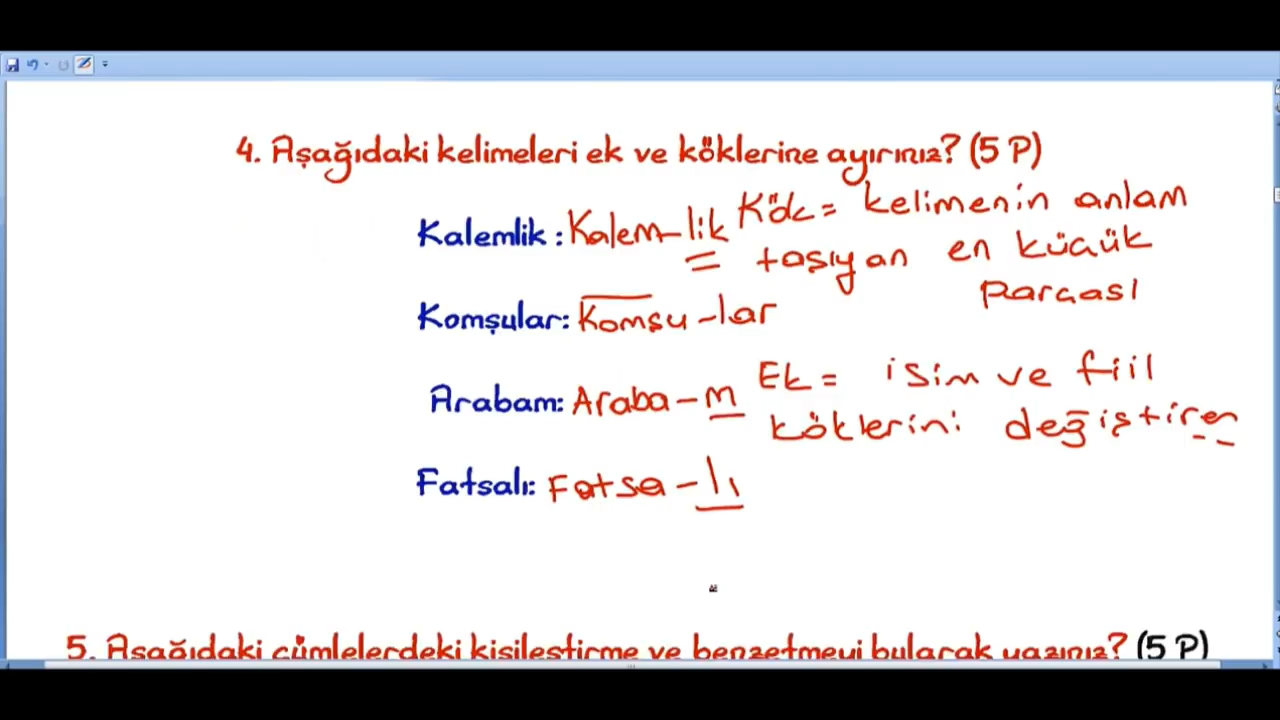 4. Aşağıdaki kelimeleri ek ve köklerine ayırınız? (5 P)
Kalemlik : Kalem-lik Kök = kelimenin anlam
taşıyan en küçük
parçası
Komşular: Komşu-lar
Arabam: Araba-m Ek = isim ve fiil
köklerini değiştiren
Fatsalı: Fatsa-lı
5. Aşağıdaki cümlelerdeki kişileştirme ve benzetmeyi bularak yazınız? (5 P)